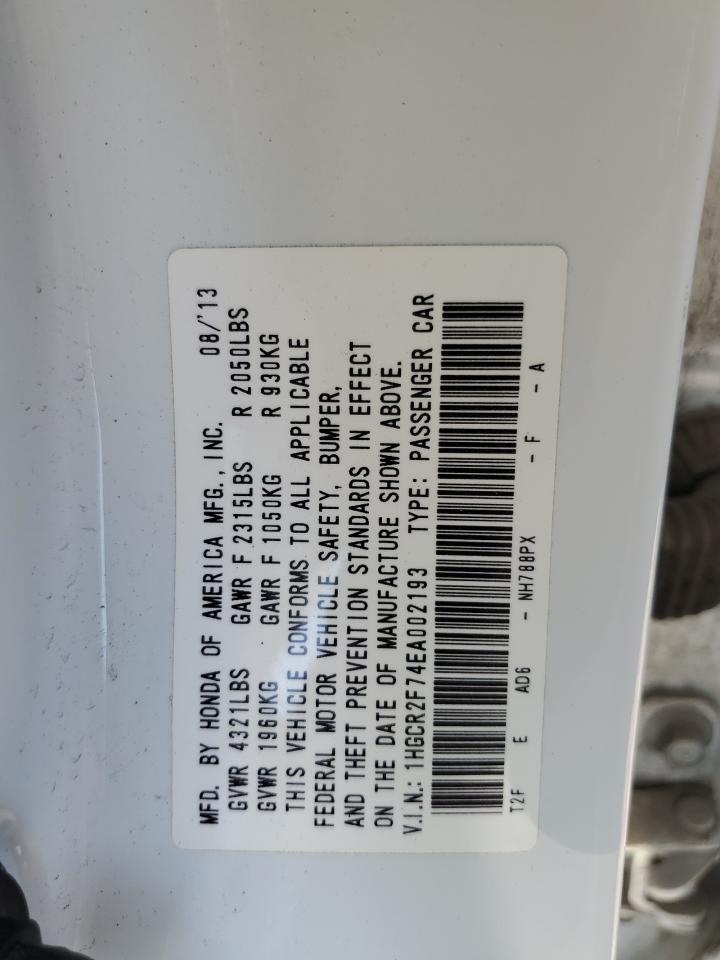 MFD. BY HONDA OF AMERICA MFG., INC. 08/'13
GVWR 4321LBS GAWR F 2315LBS R 2050LBS
GVWR 1960KG GAWR F 1050KG R 930KG
THIS VEHICLE CONFORMS TO ALL APPLICABLE
FEDERAL MOTOR VEHICLE SAFETY, BUMPER,
AND THEFT PREVENTION STANDARDS IN EFFECT
ON THE DATE OF MANUFACTURE SHOWN ABOVE.
V.I.N.: 1HGCR2F74EA002193 TYPE: PASSENGER CAR
T2F E AD6 - NH788PX - F - A